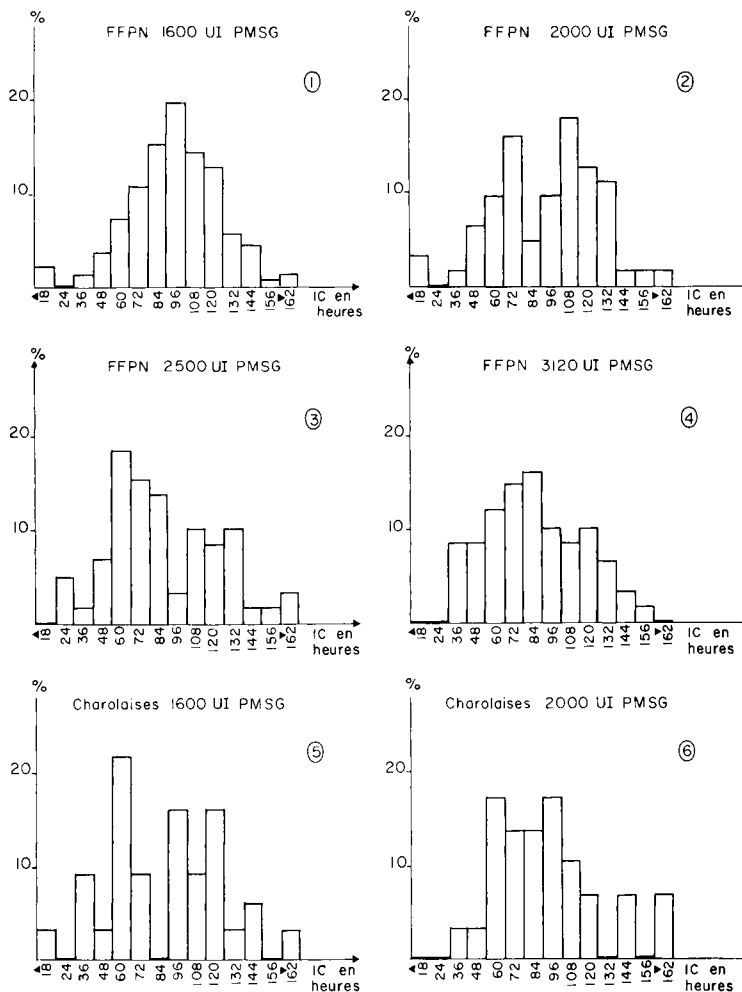 %
FFPN 1600 UI PMSG
1
20
10
◄18 24 36 48 60 72 84 96 108 120 132 144 156 ►162
IC en
heures
%
FFPN 2000 UI PMSG
2
20
10
◄18 24 36 48 60 72 84 96 108 120 132 144 156 ►162
IC en
heures
%
FFPN 2500 UI PMSG
3
20
10
◄18 24 36 48 60 72 84 96 108 120 132 144 156 ►162
IC en
heures
%
FFPN 3120 UI PMSG
4
20
10
◄18 24 36 48 60 72 84 96 108 120 132 144 156 ►162
IC en
heures
%
Charolaises 1600 UI PMSG
5
20
10
◄18 24 36 48 60 72 84 96 108 120 132 144 156 ►162
IC en
heures
%
Charolaises 2000 UI PMSG
6
20
10
◄18 24 36 48 60 72 84 96 108 120 132 144 156 ►162
IC en
heures